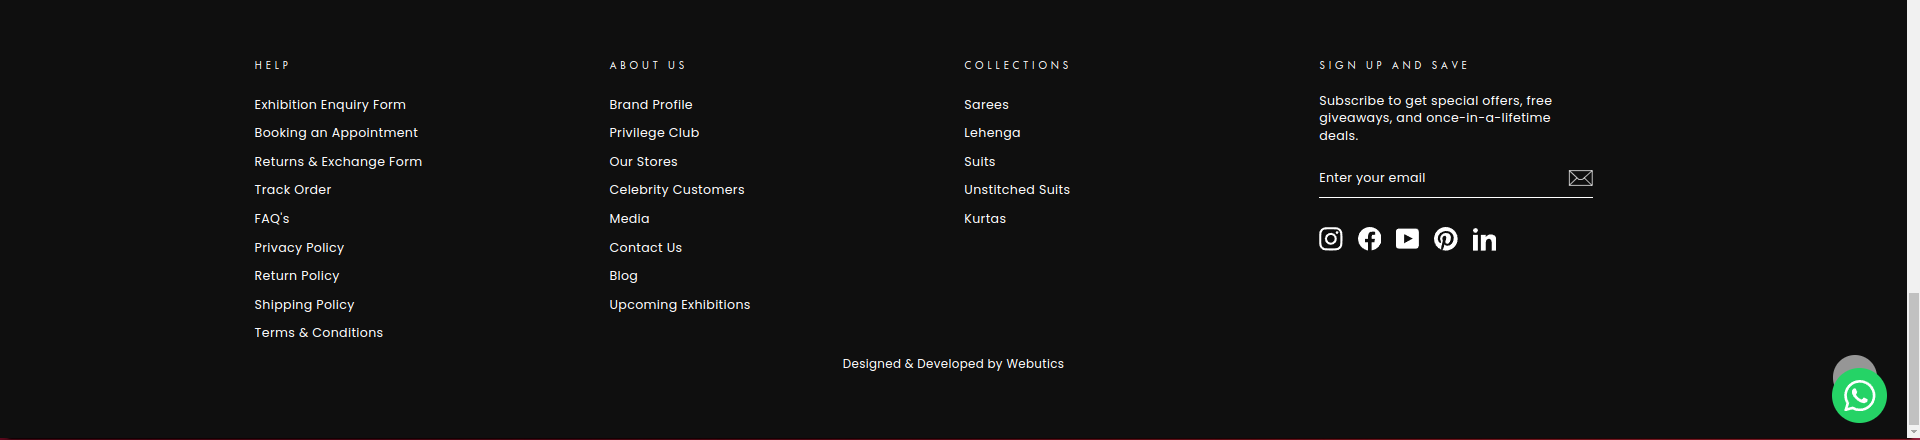 HELP
Exhibition Enquiry Form
Booking an Appointment
Returns & Exchange Form
Track Order
FAQ's
Privacy Policy
Return Policy
Shipping Policy
Terms & Conditions
ABOUT US
Brand Profile
Privilege Club
Our Stores
Celebrity Customers
Media
Contact Us
Blog
Upcoming Exhibitions
COLLECTIONS
Sarees
Lehenga
Suits
Unstitched Suits
Kurtas
SIGN UP AND SAVE
Subscribe to get special offers, free
giveaways, and once-in-a-lifetime
deals.
Enter your email
Designed & Developed by Webutics